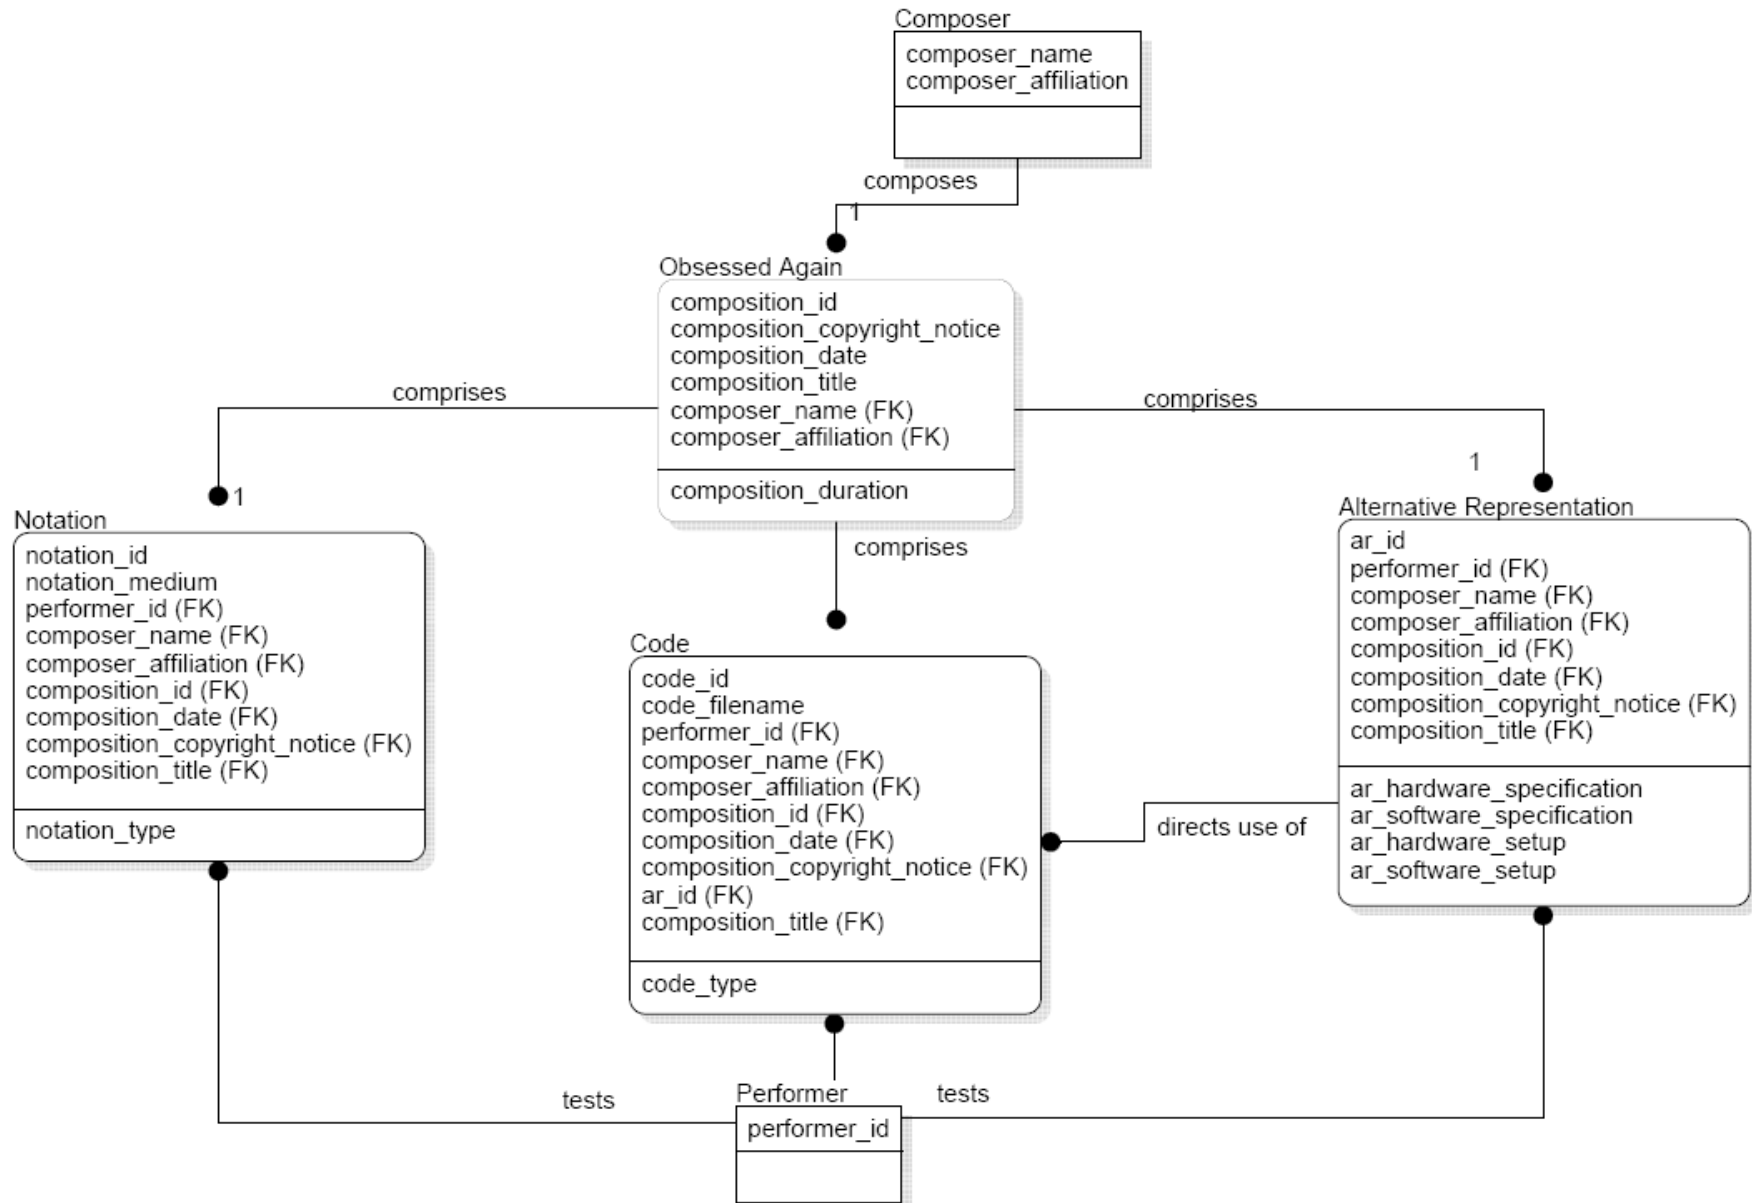 Composer
composer_name
composer_affiliation
composes
1
Obsessed Again
composition_id
composition_copyright_notice
composition_date
composition_title
composer_name (FK)
composer_affiliation (FK)
composition_duration
comprises
comprises
comprises
1
1
Notation
notation_id
notation_medium
performer_id (FK)
composer_name (FK)
composer_affiliation (FK)
composition_id (FK)
composition_date (FK)
composition_copyright_notice (FK)
composition_title (FK)
notation_type
Code
code_id
code_filename
performer_id (FK)
composer_name (FK)
composer_affiliation (FK)
composition_id (FK)
composition_date (FK)
composition_copyright_notice (FK)
ar_id (FK)
composition_title (FK)
code_type
Alternative Representation
ar_id
performer_id (FK)
composer_name (FK)
composer_affiliation (FK)
composition_id (FK)
composition_date (FK)
composition_copyright_notice (FK)
composition_title (FK)
ar_hardware_specification
ar_software_specification
ar_hardware_setup
ar_software_setup
directs use of
tests
Performer
performer_id
tests